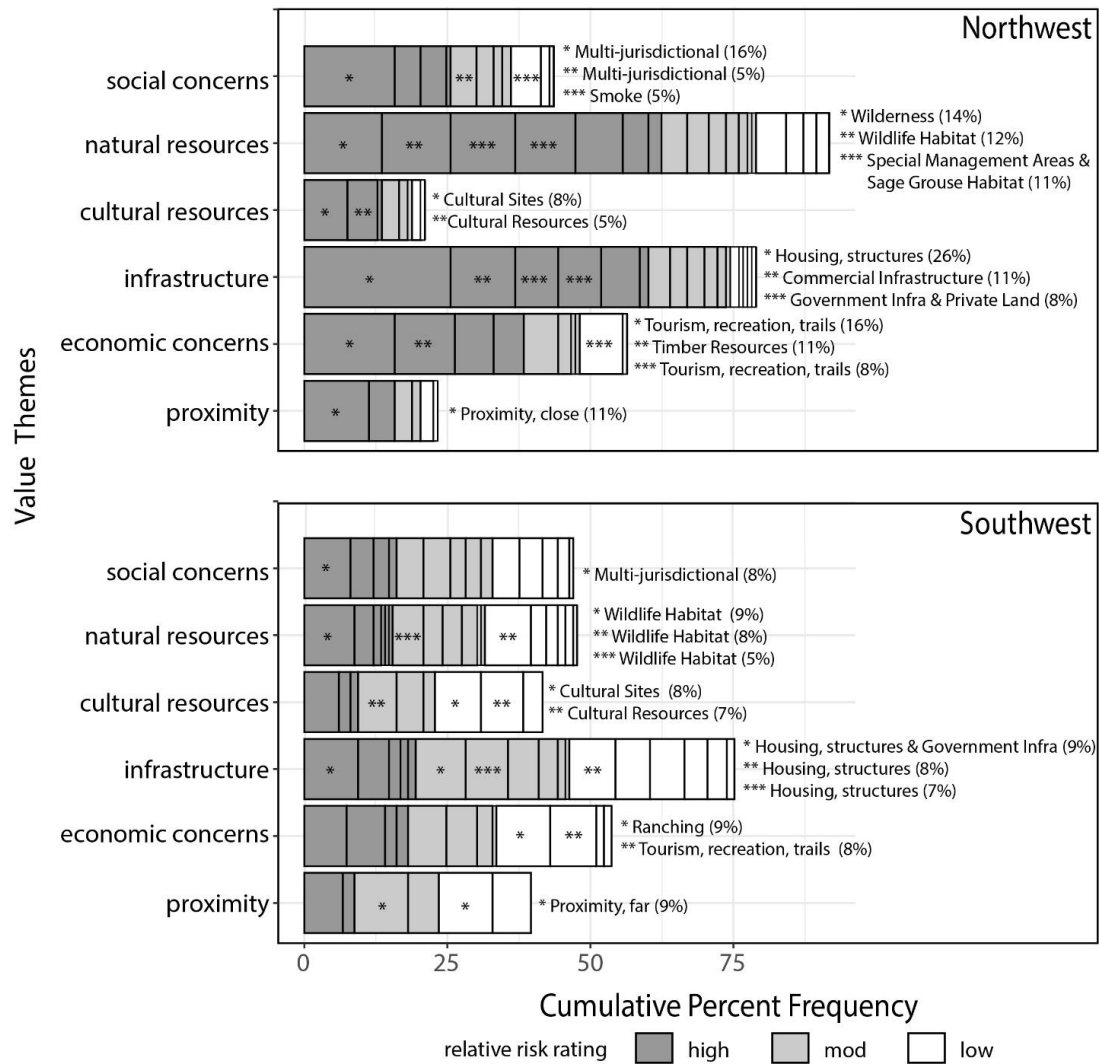 Northwest
social concerns
* Multi-jurisdictional (16%)
** Multi-jurisdictional (5%)
*** Smoke (5%)
* ** ***
natural resources
* Wilderness (14%)
** Wildlife Habitat (12%)
*** Special Management Areas &
Sage Grouse Habitat (11%)
* ** *** ***
cultural resources
* Cultural Sites (8%)
**Cultural Resources (5%)
* **
infrastructure
* Housing, structures (26%)
** Commercial Infrastructure (11%)
*** Government Infra & Private Land (8%)
* ** *** ***
economic concerns
* Tourism, recreation, trails (16%)
** Timber Resources (11%)
*** Tourism, recreation, trails (8%)
* ** ***
proximity
* Proximity, close (11%)
*
Value Themes
Southwest
social concerns
* Multi-jurisdictional (8%)
*
natural resources
* Wildlife Habitat (9%)
** Wildlife Habitat (8%)
*** Wildlife Habitat (5%)
* *** **
cultural resources
* Cultural Sites (8%)
** Cultural Resources (7%)
** * **
infrastructure
* Housing, structures & Government Infra (9%)
** Housing, structures (8%)
*** Housing, structures (7%)
* * *** **
economic concerns
* Ranching (9%)
** Tourism, recreation, trails (8%)
* **
proximity
* Proximity, far (9%)
* *
0 25 50 75
Cumulative Percent Frequency
relative risk rating high mod low